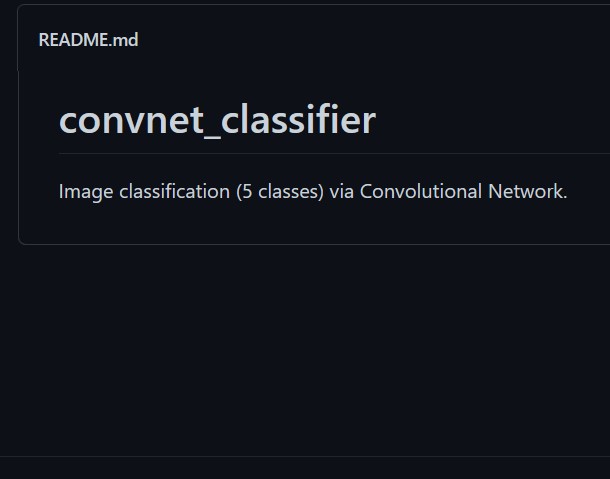 README.md
convnet_classifier
Image classification (5 classes) via Convolutional Network.